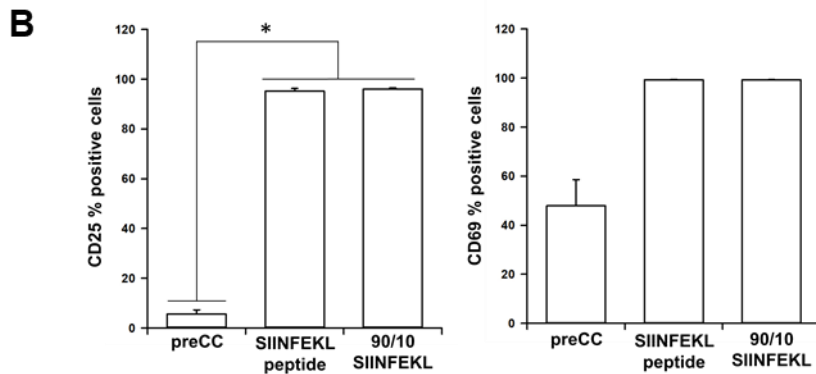 B
CD25 % positive cells
120
100
80
60
40
20
0
*
preCC
SIINFEKL
peptide
90/10
SIINFEKL
CD69 % positive cells
120
100
80
60
40
20
0
preCC
SIINFEKL
peptide
90/10
SIINFEKL